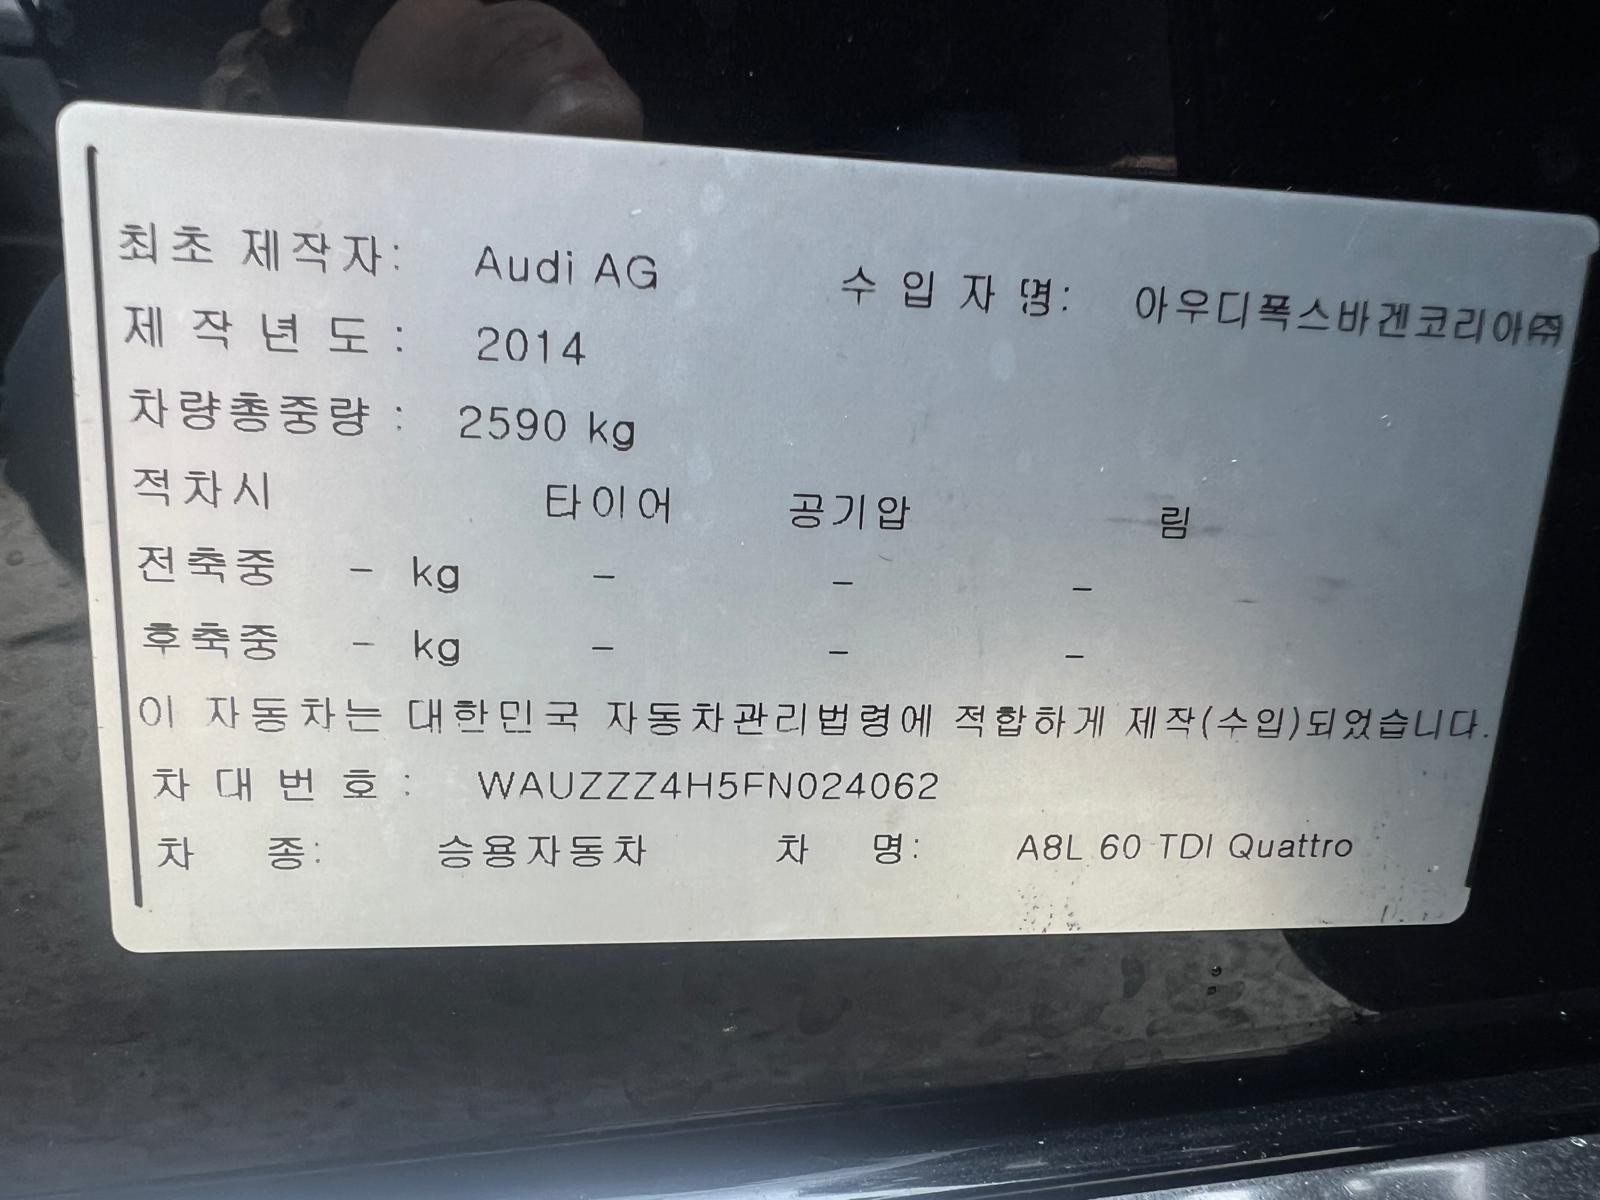 최초 제작자: Audi AG 수입자명: 아우디폭스바겐코리아㈜
제작년도: 2014
차량총중량: 2590 kg
적차시 타이어 공기압 림
전축중 - kg - - -
후축중 - kg - - -
이 자동차는 대한민국 자동차관리법령에 적합하게 제작(수입)되었습니다.
차대번호: WAUZZZ4H5FN024062
차 종: 승용자동차 차 명: A8L 60 TDI Quattro